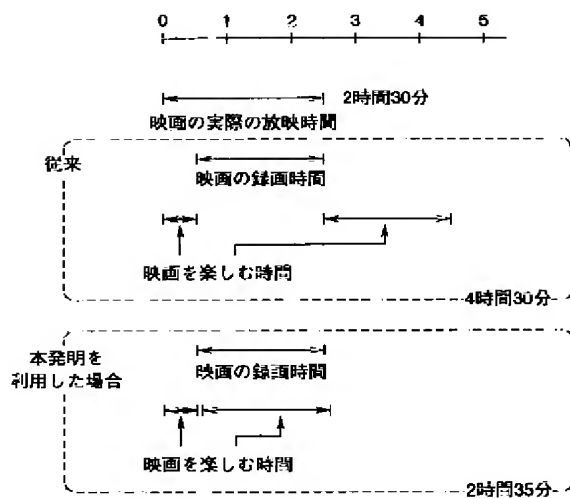 0 1 2 3 4 5
2時間30分
映画の実際の放映時間
従来
映画の録画時間
映画を楽しむ時間
4時間30分
本発明を
利用した場合
映画の録画時間
映画を楽しむ時間
2時間35分